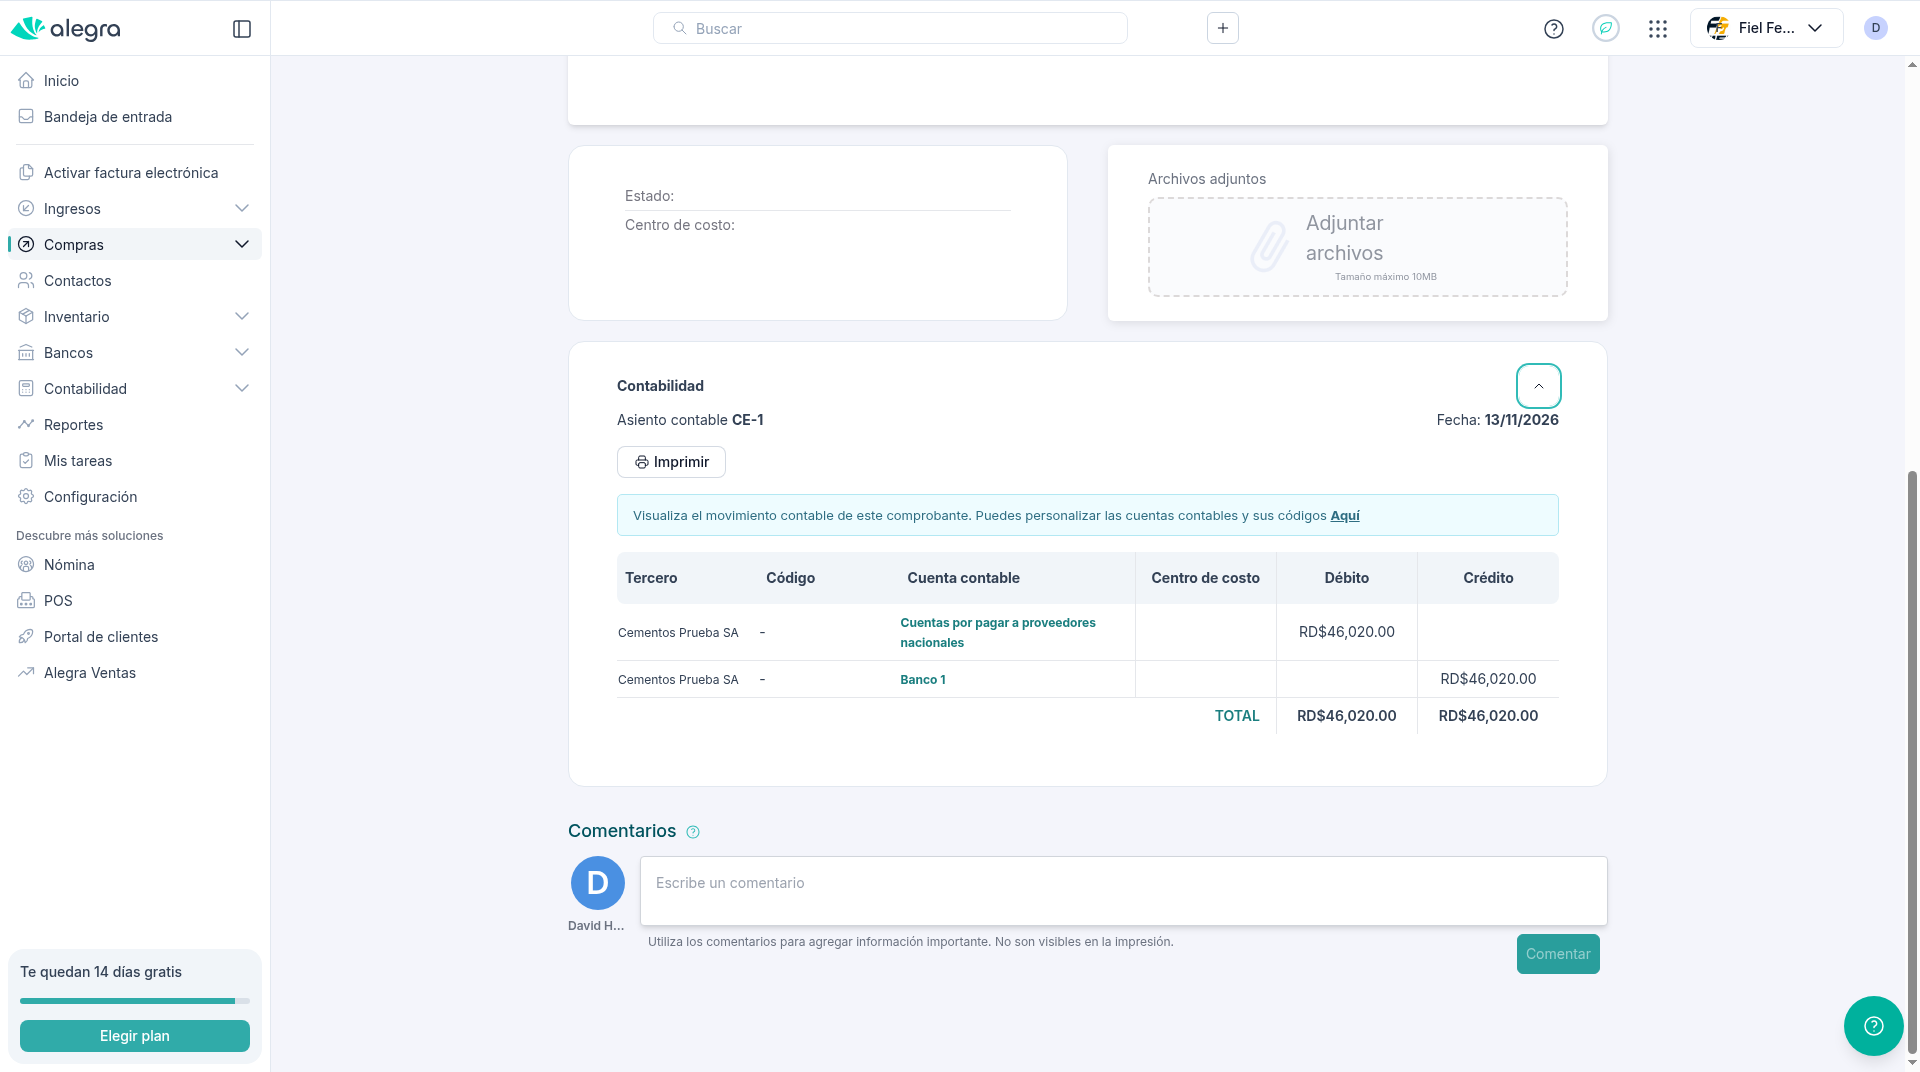 alegra
Buscar
Fiel Fe...
D
Inicio
Bandeja de entrada
Activar factura electrónica
Ingresos
Compras
Contactos
Inventario
Bancos
Contabilidad
Reportes
Mis tareas
Configuración
Descubre más soluciones
Nómina
POS
Portal de clientes
Alegra Ventas
Te quedan 14 días gratis
Elegir plan
Estado:
Centro de costo:
Archivos adjuntos
Adjuntar
archivos
Tamaño máximo 10MB
Contabilidad
Asiento contable CE-1 Fecha: 13/11/2026
Imprimir
Visualiza el movimiento contable de este comprobante. Puedes personalizar las cuentas contables y sus códigos Aquí
Tercero Código Cuenta contable Centro de costo Débito Crédito
Cementos Prueba SA - Cuentas por pagar a proveedores
nacionales RD$46,020.00
Cementos Prueba SA - Banco 1 RD$46,020.00
TOTAL RD$46,020.00 RD$46,020.00
Comentarios
D
David H...
Escribe un comentario
Utiliza los comentarios para agregar información importante. No son visibles en la impresión.
Comentar